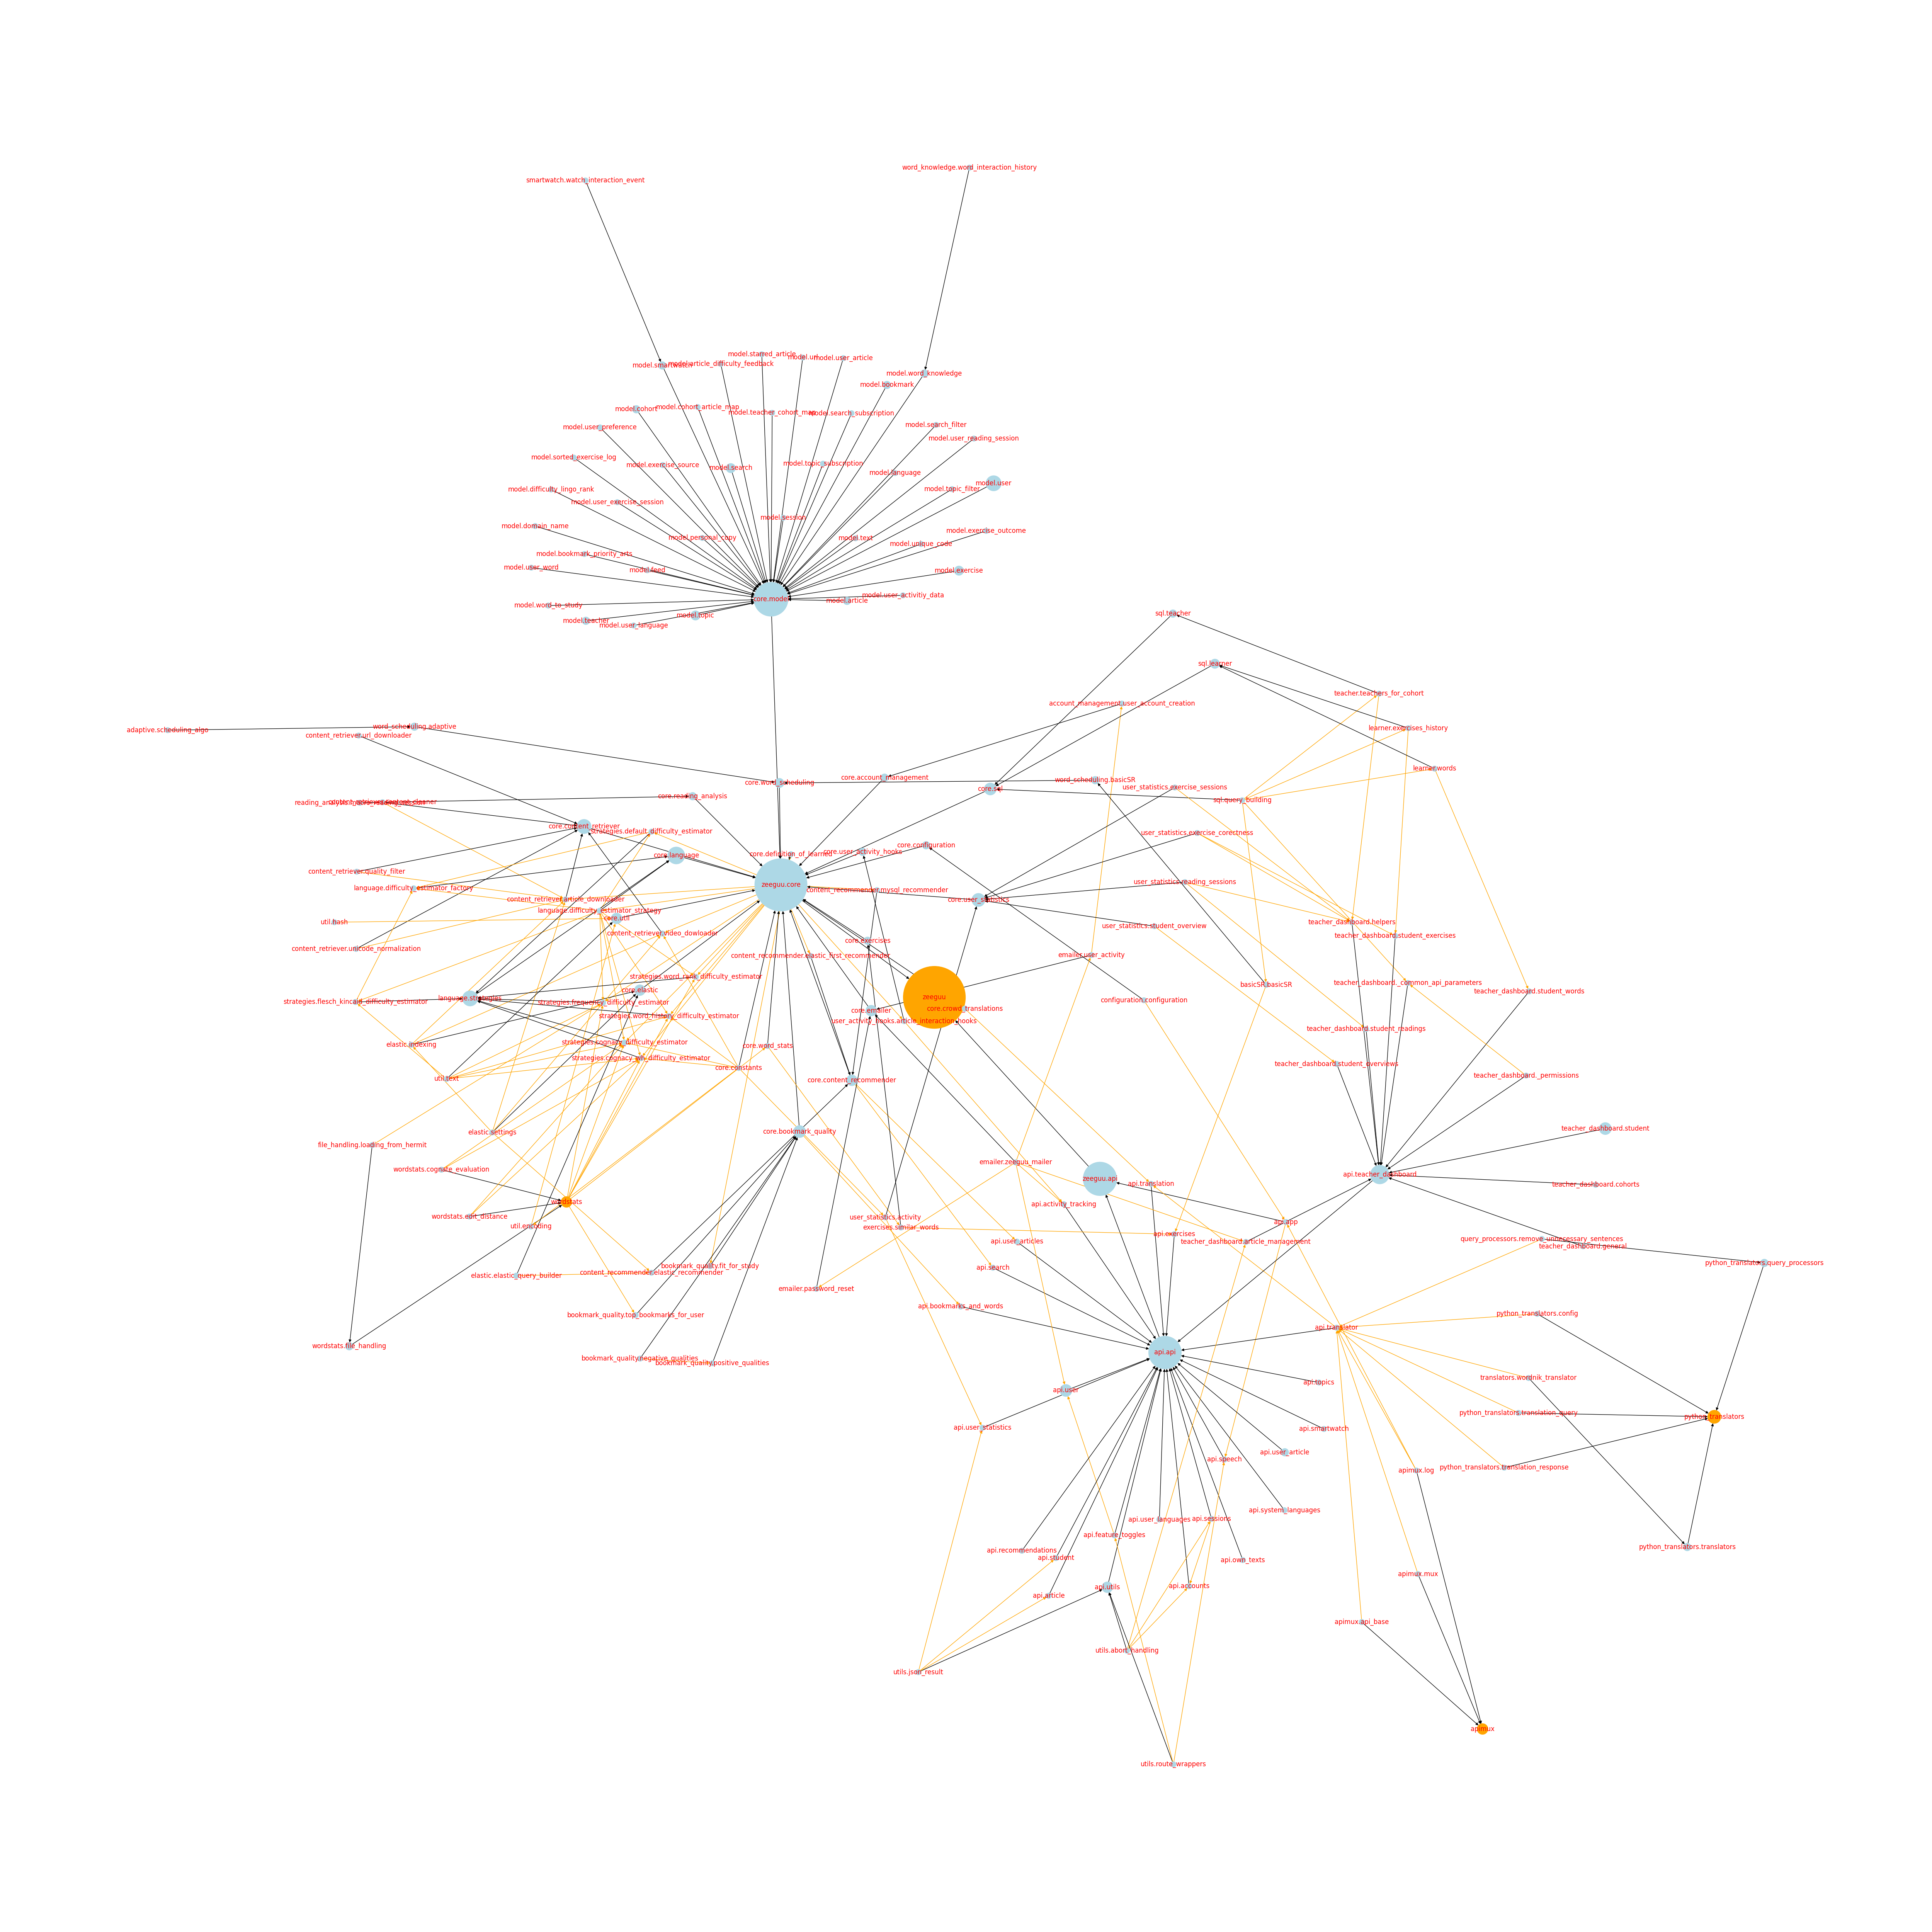 word_knowledge.word_interaction_history
smartwatch.watch_interaction_event
model.starred_article
model.url
model.user_article
model.smartwatch
model.article_difficulty_feedback
model.word_knowledge
model.bookmark
model.cohort
model.cohort_article_map
model.teacher_cohort_map
model.search_subscription
model.user_preference
model.search_filter
model.user_reading_session
model.sorted_exercise_log
model.exercise_source
model.search
model.topic_subscription
model.language
model.user
model.difficulty_lingo_rank
model.topic_filter
model.user_exercise_session
model.session
model.domain_name
model.exercise_outcome
model.personal_copy
model.text
model.unique_code
model.bookmark_priority_arts
model.user_word
model.feed
model.exercise
model.user_activitiy_data
core.model
model.article
model.word_to_study
model.teacher
model.user_language
model.topic
sql.teacher
sql.learner
teacher.teachers_for_cohort
account_management.user_account_creation
adaptive.scheduling_algo
word_scheduling.adaptive
content_retriever.url_downloader
learner.exercises_history
learner.words
core.word_scheduling
core.account_management
word_scheduling.basicSR
core.sql
user_statistics.exercise_sessions
core.reading_analysis
content_retriever.content_cleaner
sql.query_building
core.content_retriever
strategies.default_difficulty_estimator
user_statistics.exercise_corectness
core.language
core.definition_of_learned
core.user_activity_hooks
core.configuration
content_retriever.quality_filter
language.difficulty_estimator_factory
zeeguu.core
content_recommender.mysql_recommender
user_statistics.reading_sessions
content_retriever.article_downloader
core.user_statistics
language.difficulty_estimator_strategy
util.hash
core.util
teacher_dashboard.helpers
user_statistics.student_overview
content_retriever.video_dowloader
teacher_dashboard.student_exercises
core.exercises
content_retriever.unicode_normalization
content_recommender.elastic_first_recommender
emailer.user_activity
strategies.word_rank_difficulty_estimator
basicSR.basicSR
teacher_dashboard._common_api_parameters
core.elastic
teacher_dashboard.student_words
language.strategies
zeeguu
strategies.flesch_kincaid_difficulty_estimator
strategies.frequency_difficulty_estimator
configuration.configuration
core.crowd_translations
core.emailer
strategies.word_history_difficulty_estimator
user_activity_hooks.article_interaction_hooks
teacher_dashboard.student_readings
elastic.indexing
strategies.cognacy_difficulty_estimator
core.word_stats
strategies.cognacy_ml_difficulty_estimator
core.constants
teacher_dashboard.student_overviews
util.text
core.content_recommender
teacher_dashboard._permissions
elastic.settings
core.bookmark_quality
teacher_dashboard.student
file_handling.loading_from_hermit
emailer.zeeguu_mailer
wordstats.cognate_evaluation
zeeguu.api
api.translation
api.teacher_dashboard
teacher_dashboard.cohorts
wordstats
api.activity_tracking
wordstats.edit_distance
util.encoding
user_statistics.activity
exercises.similar_words
api.app
api.exercises
api.user_articles
teacher_dashboard.article_management
query_processors.remove_unnecessary_sentences
teacher_dashboard.general
python_translators.query_processors
bookmark_quality.fit_for_study
content_recommender.elastic_recommender
elastic.elastic_query_builder
api.search
emailer.password_reset
api.bookmarks_and_words
bookmark_quality.top_bookmarks_for_user
python_translators.config
api.translator
wordstats.file_handling
api.api
bookmark_quality.negative_qualities
bookmark_quality.positive_qualities
translators.wordnik_translator
api.topics
api.user
python_translators.translation_query
python_translators
api.user_statistics
api.smartwatch
api.user_article
api.speech
python_translators.translation_response
apimux.log
api.system_languages
api.user_languages
api.sessions
api.feature_toggles
python_translators.translators
api.recommendations
api.student
api.own_texts
apimux.mux
api.utils
api.accounts
api.article
apimux.api_base
utils.abort_handling
utils.json_result
apimux
utils.route_wrappers